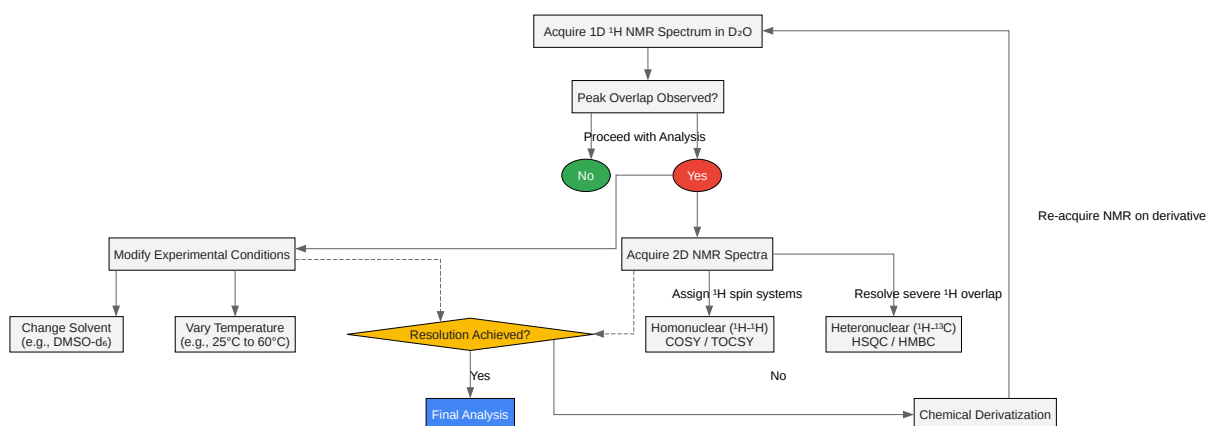 Acquire 1D ¹H NMR Spectrum in D₂O
Peak Overlap Observed?
Proceed with Analysis
No
Yes
Re-acquire NMR on derivative
Modify Experimental Conditions
Acquire 2D NMR Spectra
Assign ¹H spin systems
Resolve severe ¹H overlap
Change Solvent
(e.g., DMSO-d₆)
Vary Temperature
(e.g., 25°C to 60°C)
Resolution Achieved?
Homonuclear (¹H-¹H)
COSY / TOCSY
Heteronuclear (¹H-¹³C)
HSQC / HMBC
Yes
No
Final Analysis
Chemical Derivatization